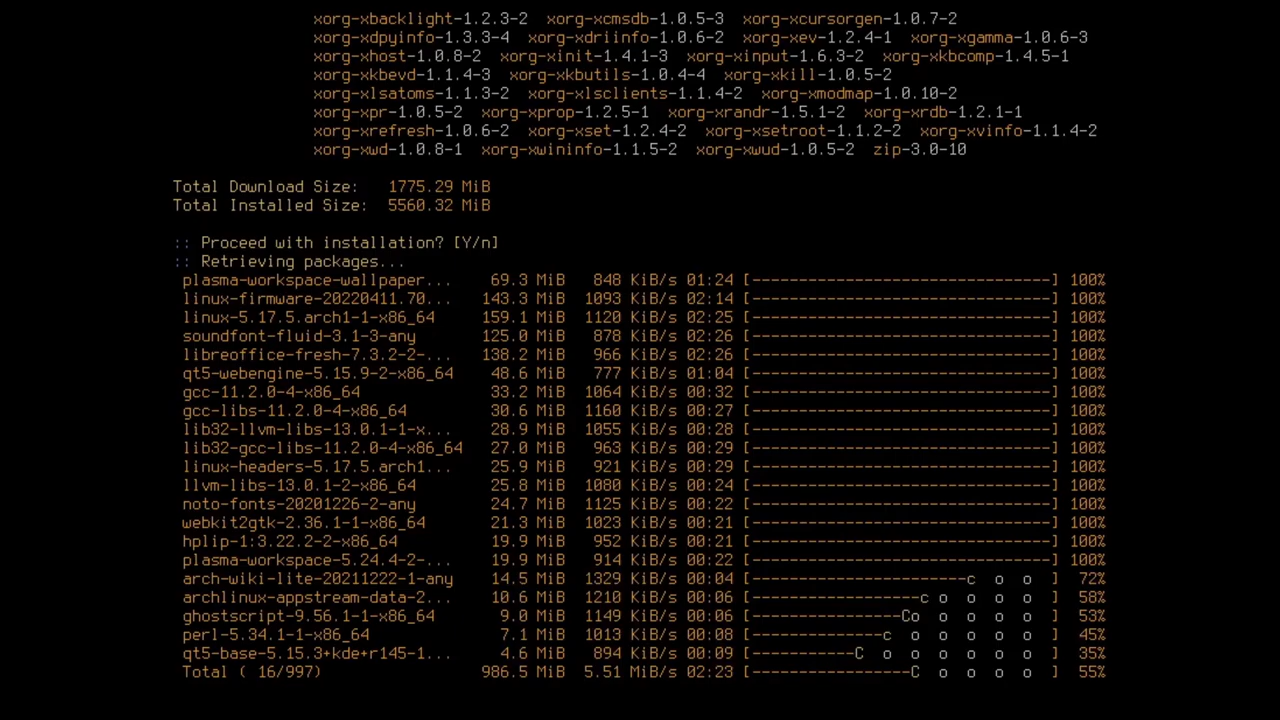 xorg-xbacklight-1.2.3-2 xorg-xcmsdb-1.0.5-3 xorg-xcursorgen-1.0.7-2
xorg-xdpyinfo-1.3.3-4 xorg-xdriinfo-1.0.6-2 xorg-xev-1.2.4-1 xorg-xgamma-1.0.6-3
xorg-xhost-1.0.8-2 xorg-xinit-1.4.1-3 xorg-xinput-1.6.3-2 xorg-xkbcomp-1.4.5-1
xorg-xkbevd-1.1.4-3 xorg-xkbutils-1.0.4-4 xorg-xkill-1.0.5-2
xorg-xlsatoms-1.1.3-2 xorg-xlsclients-1.1.4-2 xorg-xmodmap-1.0.10-2
xorg-xpr-1.0.5-2 xorg-xprop-1.2.5-1 xorg-xrandr-1.5.1-2 xorg-xrdb-1.2.1-1
xorg-xrefresh-1.0.6-2 xorg-xset-1.2.4-2 xorg-xsetroot-1.1.2-2 xorg-xvinfo-1.1.4-2
xorg-xwd-1.0.8-1 xorg-xwininfo-1.1.5-2 xorg-xwud-1.0.5-2 zip-3.0-10
Total Download Size: 1775.29 MiB
Total Installed Size: 5560.32 MiB
:: Proceed with installation? [Y/n]
:: Retrieving packages...
plasma-workspace-wallpaper... 69.3 MiB 848 KiB/s 01:24 [--------------------------------] 100%
linux-firmware-20220411.70... 143.3 MiB 1093 KiB/s 02:14 [--------------------------------] 100%
linux-5.17.5.arch1-1-x86_64 159.1 MiB 1120 KiB/s 02:25 [--------------------------------] 100%
soundfont-fluid-3.1-3-any 125.0 MiB 878 KiB/s 02:26 [--------------------------------] 100%
libreoffice-fresh-7.3.2-2-... 138.2 MiB 966 KiB/s 02:26 [--------------------------------] 100%
qt5-webengine-5.15.9-2-x86_64 48.6 MiB 777 KiB/s 01:04 [--------------------------------] 100%
gcc-11.2.0-4-x86_64 33.2 MiB 1064 KiB/s 00:32 [--------------------------------] 100%
gcc-libs-11.2.0-4-x86_64 30.6 MiB 1160 KiB/s 00:27 [--------------------------------] 100%
lib32-llvm-libs-13.0.1-1-x... 28.9 MiB 1055 KiB/s 00:28 [--------------------------------] 100%
lib32-gcc-libs-11.2.0-4-x86_64 27.0 MiB 963 KiB/s 00:29 [--------------------------------] 100%
linux-headers-5.17.5.arch1... 25.9 MiB 921 KiB/s 00:29 [--------------------------------] 100%
llvm-libs-13.0.1-2-x86_64 25.8 MiB 1080 KiB/s 00:24 [--------------------------------] 100%
noto-fonts-20201226-2-any 24.7 MiB 1125 KiB/s 00:22 [--------------------------------] 100%
webkit2gtk-2.36.1-1-x86_64 21.3 MiB 1023 KiB/s 00:21 [--------------------------------] 100%
hplip-1:3.22.2-2-x86_64 19.9 MiB 952 KiB/s 00:21 [--------------------------------] 100%
plasma-workspace-5.24.4-2-... 19.9 MiB 914 KiB/s 00:22 [--------------------------------] 100%
arch-wiki-lite-20211222-1-any 14.5 MiB 1329 KiB/s 00:04 [-----------------------c  o  o  ] 72%
archlinux-appstream-data-2... 10.6 MiB 1210 KiB/s 00:06 [------------------c o  o  o  o  ] 58%
ghostscript-9.56.1-1-x86_64 9.0 MiB 1149 KiB/s 00:06 [----------------Co  o  o  o  o  ] 53%
perl-5.34.1-1-x86_64 7.1 MiB 1013 KiB/s 00:08 [--------------c  o  o  o  o  o  ] 45%
qt5-base-5.15.3+kde+r145-1... 4.6 MiB 894 KiB/s 00:09 [-----------C  o  o  o  o  o  o  ] 35%
Total ( 16/997) 986.5 MiB 5.51 MiB/s 02:23 [-----------------C  o  o  o  o  ] 55%